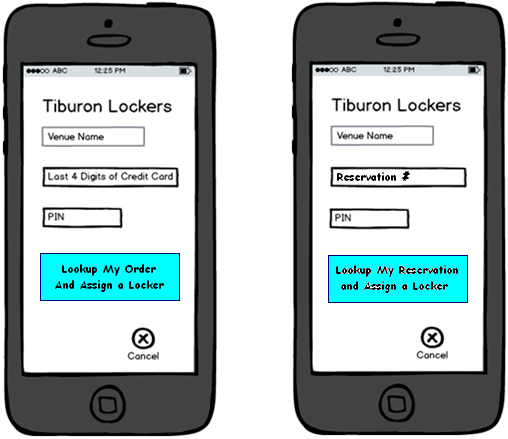 ABC 12:25 PM
Tiburon Lockers
Venue Name
Last 4 Digits of Credit Card
PIN
Lookup My Order
And Assign a Locker
Cancel
ABC 12:25 PM
Tiburon Lockers
Venue Name
Reservation #
PIN
Lookup My Reservation
and Assign a Locker
Cancel